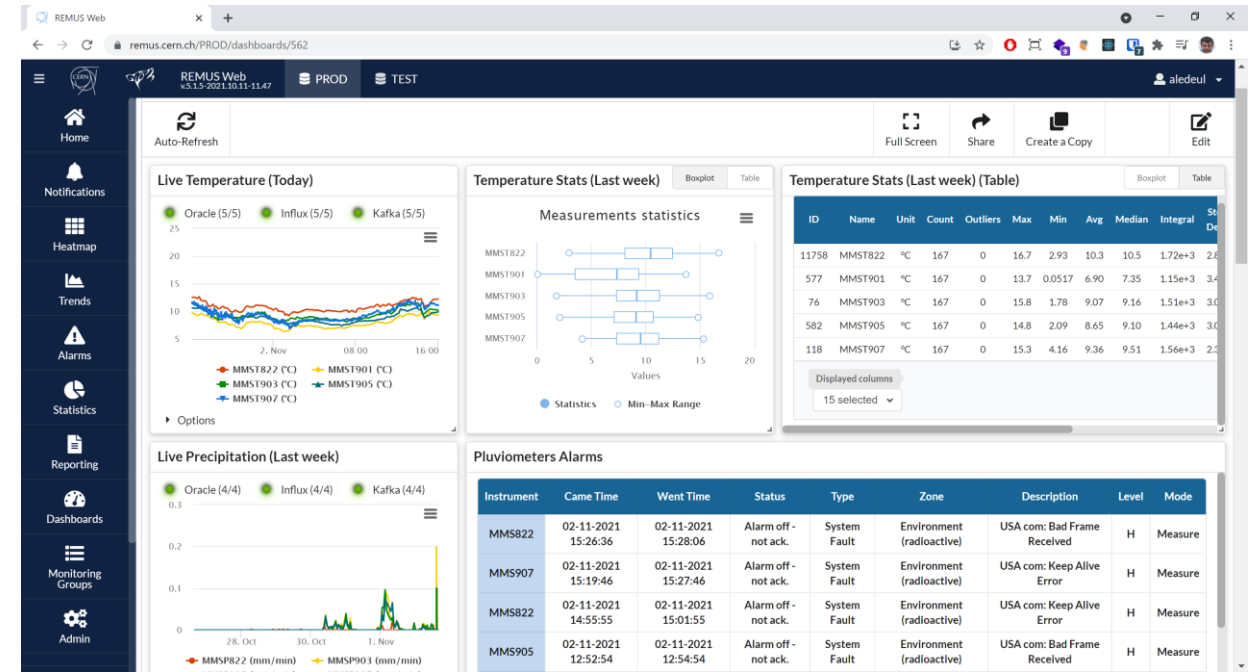 REMUS Web
remus.cern.ch/PROD/dashboards/562
9
7
CERN
REMUS Web
v.5.1.5-2021.10.11-11.47
PROD
TEST
aledeul
Home
Notifications
Heatmap
Trends
Alarms
Statistics
Reporting
Dashboards
Monitoring
Groups
Admin
Auto-Refresh
Full Screen
Share
Create a Copy
Edit
Live Temperature (Today)
Oracle (5/5) Influx (5/5) Kafka (5/5)
25
20
15
10
5
2. Nov 08:00 16:00
MMST822 (℃) MMST901 (℃)
MMST903 (℃) MMST905 (℃)
MMST907 (℃)
Options
Temperature Stats (Last week) Boxplot Table
Measurements statistics
MMST822
MMST901
MMST903
MMST905
MMST907
0 5 10 15 20
Values
Statistics Min-Max Range
Temperature Stats (Last week) (Table) Boxplot Table
ID Name Unit Count Outliers Max Min Avg Median Integral
11758 MMST822 ℃ 167 0 16.7 2.93 10.3 10.5 1.72e+3
577 MMST901 ℃ 167 0 13.7 0.0517 6.90 7.35 1.15e+3
76 MMST903 ℃ 167 0 15.8 1.78 9.07 9.16 1.51e+3
582 MMST905 ℃ 167 0 14.8 2.09 8.65 9.10 1.44e+3
118 MMST907 ℃ 167 0 15.3 4.16 9.36 9.51 1.56e+3
Displayed columns
15 selected
Live Precipitation (Last week)
Oracle (4/4) Influx (4/4) Kafka (4/4)
0.3
0.2
0.1
0
28. Oct 30. Oct 1. Nov
MMSP822 (mm/min) MMSP903 (mm/min)
Pluviometers Alarms
Instrument Came Time Went Time Status Type Zone Description Level Mode
MMS822 02-11-2021 15:26:36 02-11-2021 15:28:06 Alarm off - not ack. System Fault Environment (radioactive) USA com: Bad Frame Received H Measure
MMS907 02-11-2021 15:19:46 02-11-2021 15:27:46 Alarm off - not ack. System Fault Environment (radioactive) USA com: Keep Alive Error H Measure
MMS822 02-11-2021 14:55:55 02-11-2021 15:01:55 Alarm off - not ack. System Fault Environment (radioactive) USA com: Keep Alive Error H Measure
MMS905 02-11-2021 12:52:54 02-11-2021 12:54:54 Alarm off - not ack. System Fault Environment (radioactive) USA com: Bad Frame Received H Measure